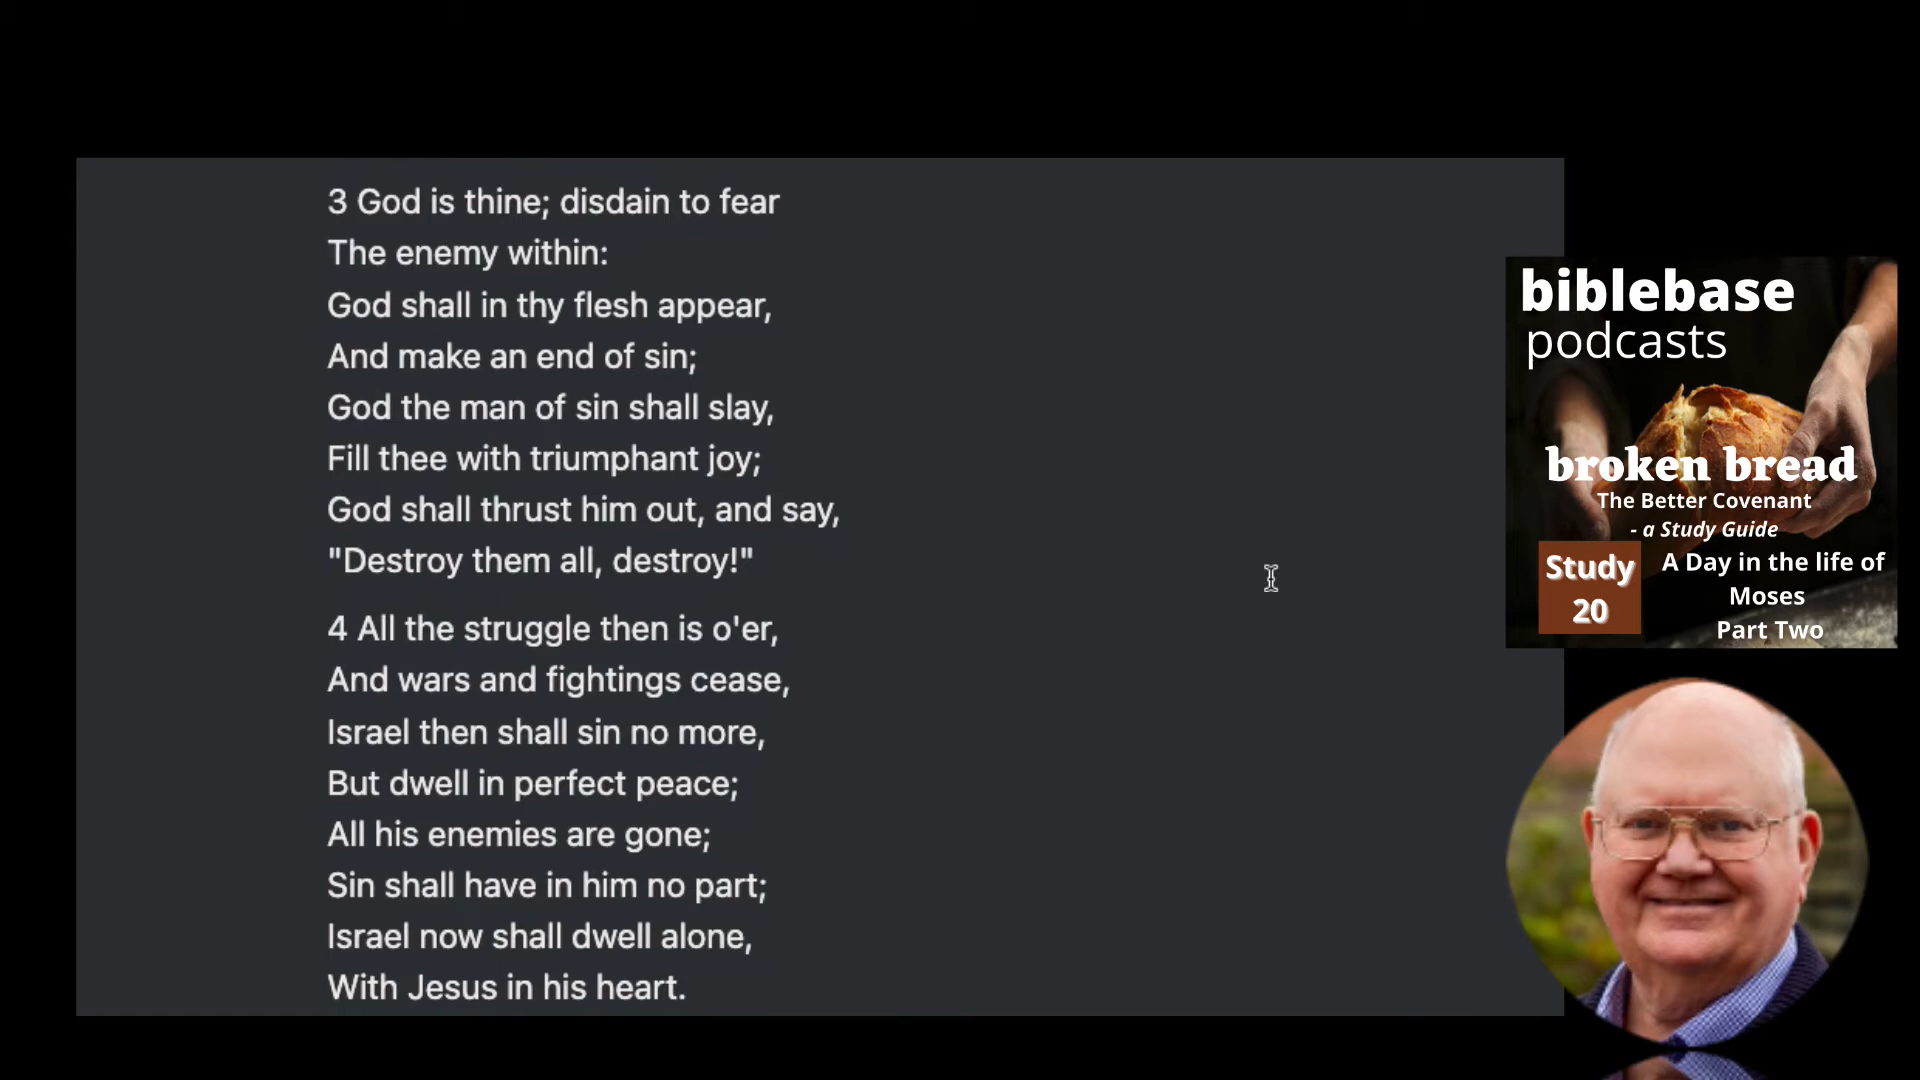 3 God is thine; disdain to fear
The enemy within:
God shall in thy flesh appear,
And make an end of sin;
God the man of sin shall slay,
Fill thee with triumphant joy;
God shall thrust him out, and say,
"Destroy them all, destroy!"
4 All the struggle then is o'er,
And wars and fightings cease,
Israel then shall sin no more,
But dwell in perfect peace;
All his enemies are gone;
Sin shall have in him no part;
Israel now shall dwell alone,
With Jesus in his heart.
biblebase
podcasts
broken bread
The Better Covenant
- a Study Guide
Study
20
A Day in the life of
Moses
Part Two